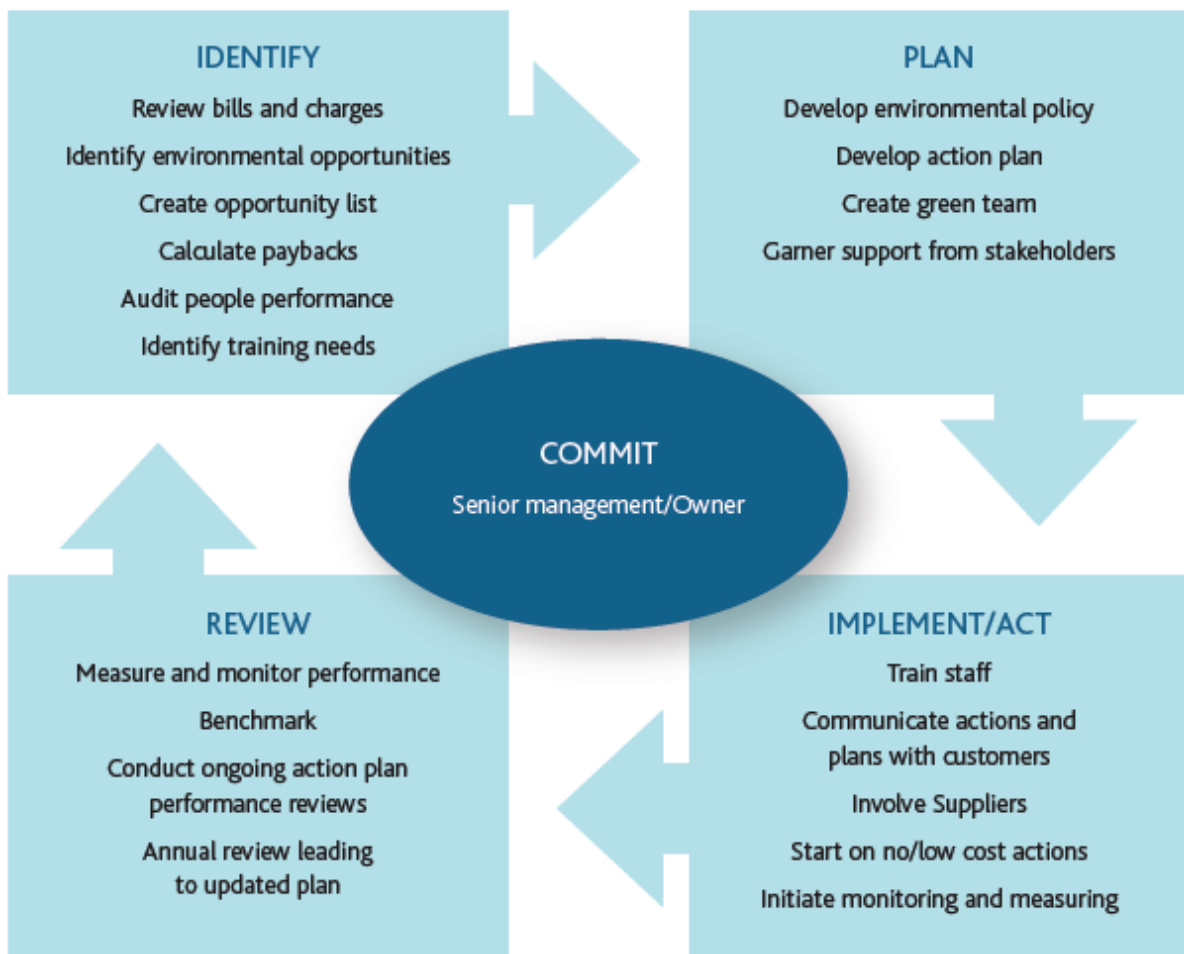 IDENTIFY
Review bills and charges
Identify environmental opportunities
Create opportunity list
Calculate paybacks
Audit people performance
Identify training needs
PLAN
Develop environmental policy
Develop action plan
Create green team
Garner support from stakeholders
COMMIT
Senior management/Owner
REVIEW
Measure and monitor performance
Benchmark
Conduct ongoing action plan
performance reviews
Annual review leading
to updated plan
IMPLEMENT/ACT
Train staff
Communicate actions and
plans with customers
Involve Suppliers
Start on no/low cost actions
Initiate monitoring and measuring